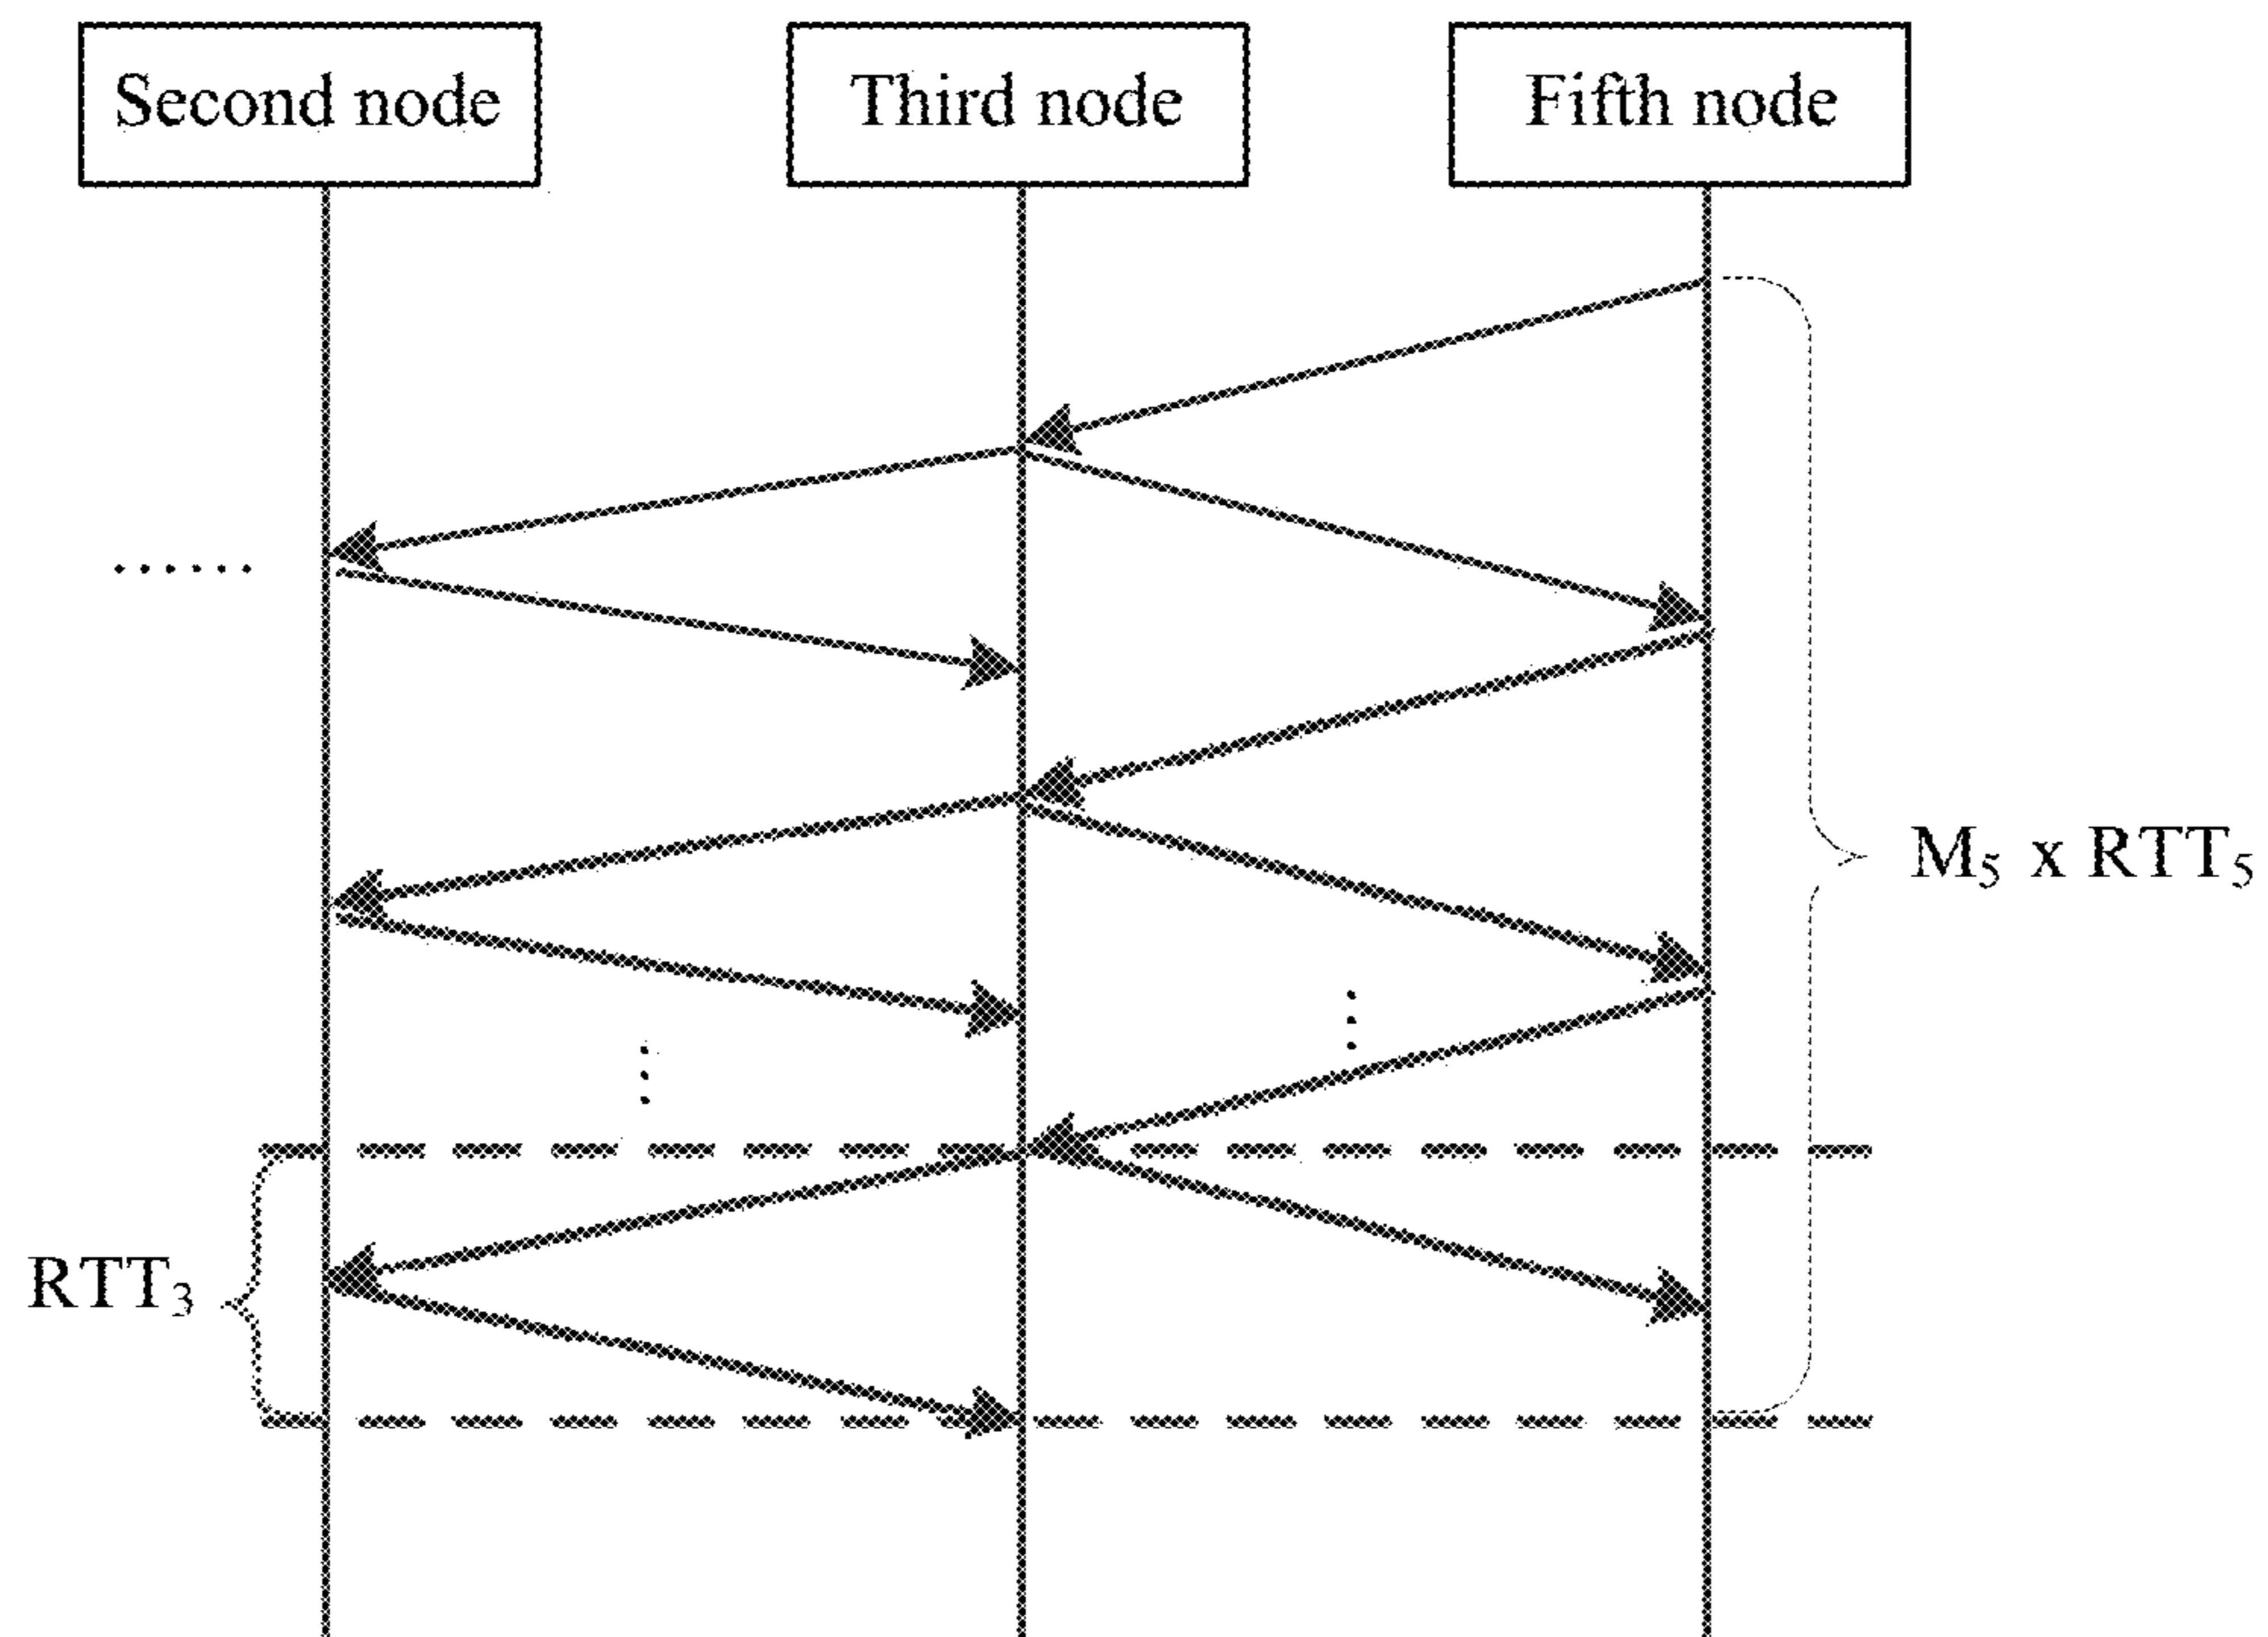 Second node
Third node
Fifth node
......
M₅ x RTT₅
RTT₃